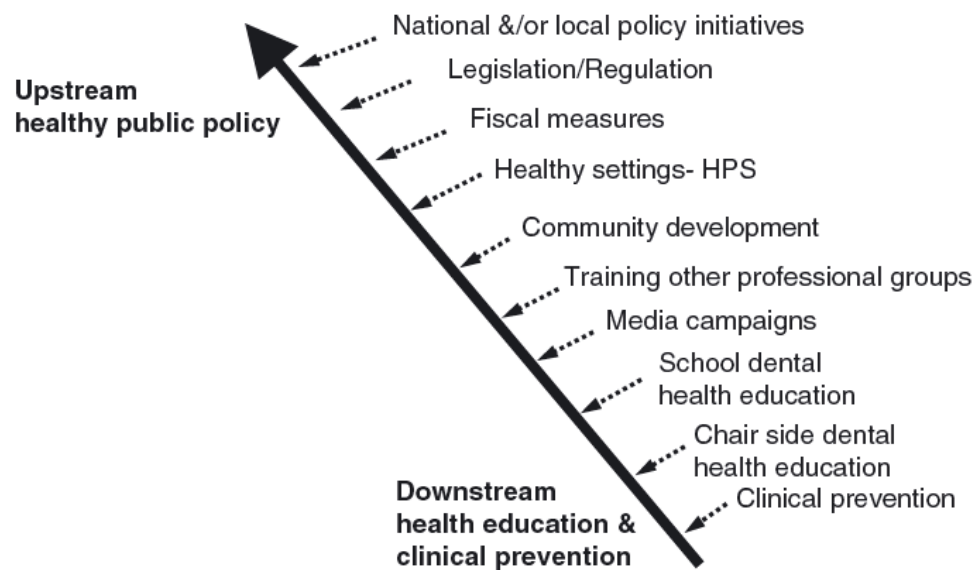 National &/or local policy initiatives
Legislation/Regulation
Upstream
healthy public policy
Fiscal measures
Healthy settings- HPS
Community development
Training other professional groups
Media campaigns
School dental
health education
Chair side dental
health education
Downstream
health education &
clinical prevention
Clinical prevention